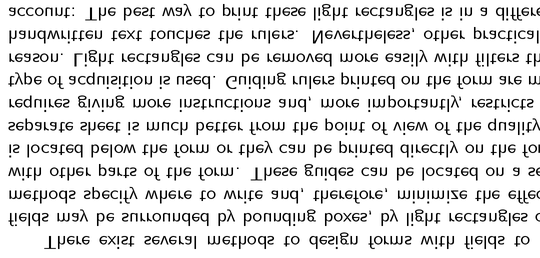 There exist several methods to design forms with fields to
fields may be surrounded by bounding boxes, by light rectangles o
methods specify where to write and, therefore, minimize the effec
with other parts of the form. These guides can be located on a se
is located below the form or they can be printed directly on the for
separate sheet is much better from the point of view of the quality
requires giving more instructions and, more importantly, restricts
type of acquisition is used. Guiding rulers printed on the form are m
reason. Light rectangles can be removed more easily with filters th
handwritten text touches the rulers. Nevertheless, other practical
account: The best way to print these light rectangles is in a differe